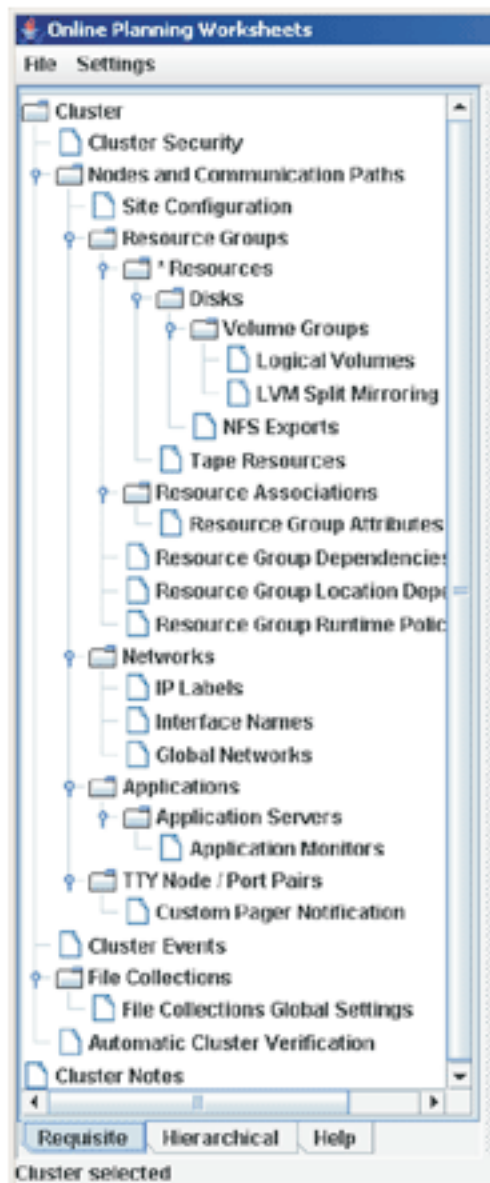 Online Planning Worksheets
File Settings
Cluster
Cluster Security
Nodes and Communication Paths
Site Configuration
Resource Groups
* Resources
Disks
Volume Groups
Logical Volumes
LVM Split Mirroring
NFS Exports
Tape Resources
Resource Associations
Resource Group Attributes
Resource Group Dependencies
Resource Group Location Depe
Resource Group Runtime Polic
Networks
IP Labels
Interface Names
Global Networks
Applications
Application Servers
Application Monitors
TTY Node / Port Pairs
Custom Pager Notification
Cluster Events
File Collections
File Collections Global Settings
Automatic Cluster Verification
Cluster Notes
Requisite Hierarchical Help
Cluster selected